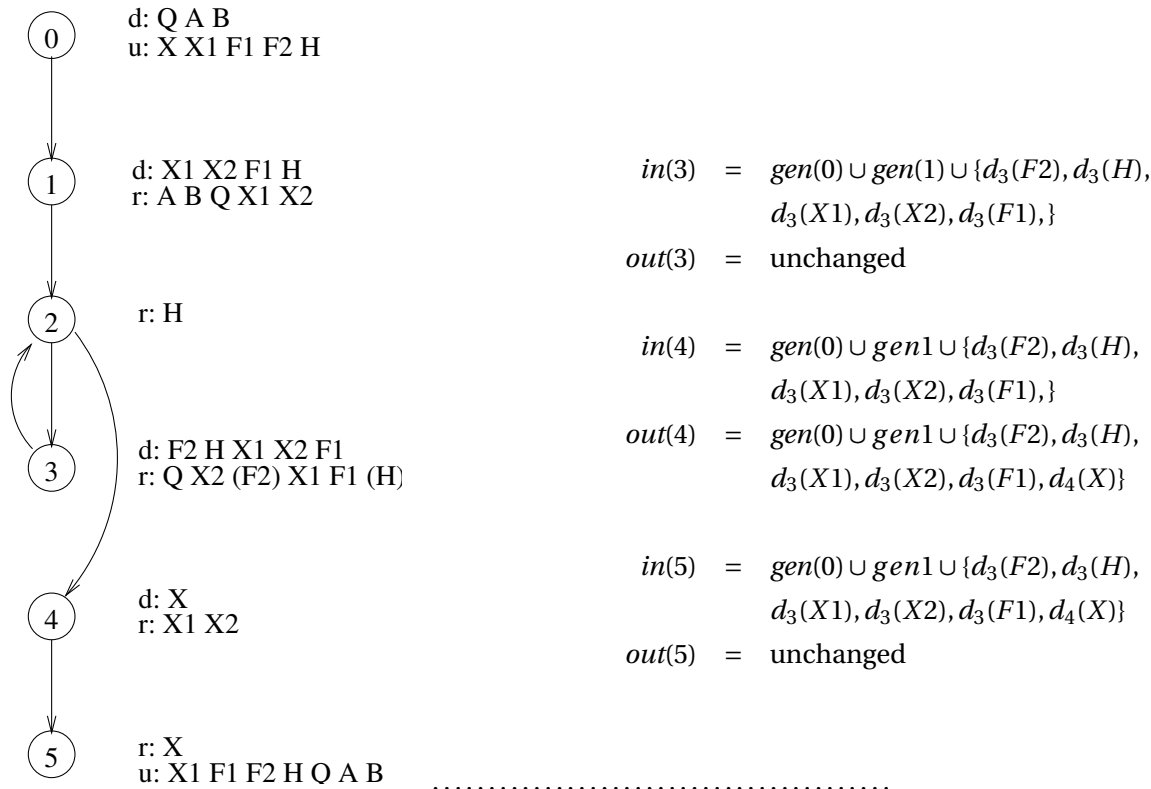 0
d: Q A B
u: X X1 F1 F2 H
1
d: X1 X2 F1 H
r: A B Q X1 X2
2
r: H
3
d: F2 H X1 X2 F1
r: Q X2 (F2) X1 F1 (H)
4
d: X
r: X1 X2
5
r: X
u: X1 F1 F2 H Q A B
in(3) = gen(0) ∪ gen(1) ∪ {d₃(F2), d₃(H),
d₃(X1), d₃(X2), d₃(F1),}
out(3) = unchanged
in(4) = gen(0) ∪ gen1 ∪ {d₃(F2), d₃(H),
d₃(X1), d₃(X2), d₃(F1),}
out(4) = gen(0) ∪ gen1 ∪ {d₃(F2), d₃(H),
d₃(X1), d₃(X2), d₃(F1), d₄(X)}
in(5) = gen(0) ∪ gen1 ∪ {d₃(F2), d₃(H),
d₃(X1), d₃(X2), d₃(F1), d₄(X)}
out(5) = unchanged
.........................................